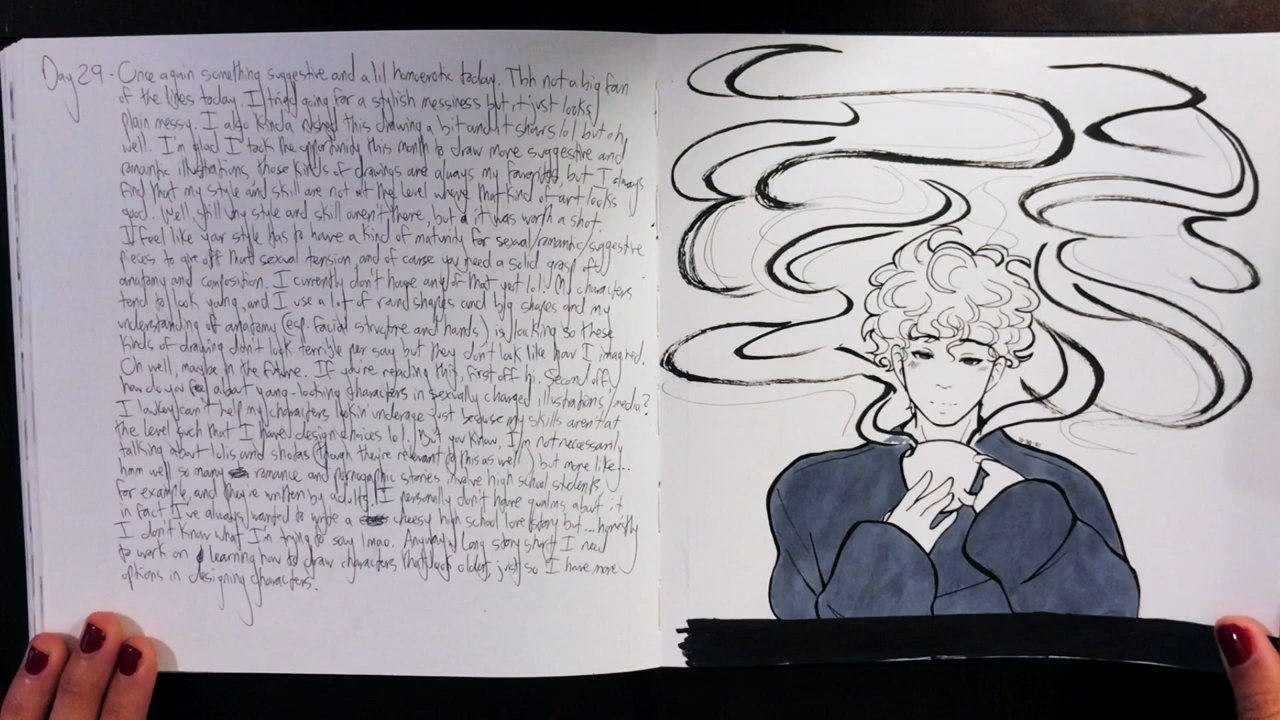 Day 29 - Once again something suggestive and a lil homoerotic today. Tbh not a big fan
of the lines today. I tried going for a stylish messiness but it just looks
plain messy. I also kinda rushed this drawing a bit and it shows lol but oh
well. I'm glad I took the opportunity this month to draw more suggestive and
romantic illustrations, those kinds of drawings are always my favorites, but I always
find that my style and skill are not at the level where that kind of art looks
good. Well, still my style and skill aren't there, but it was worth a shot.
I feel like your style has to have a kind of maturity for sexual/romantic/suggestive
pieces to give off that sexual tension and of course you need a solid grasp of
anatomy and composition. I currently don't have any of that yet lol. My characters
tend to look young, and I use a lot of round shapes and big shapes and my
understanding of anatomy (esp. facial structure and hands) is lacking so these
kinds of drawing don't look terrible per say but they don't look like how I imagined.
Oh well, maybe in the future. If you're reading this, first off hi. Second off,
how do you feel about young-looking characters in sexually charged illustrations/media?
I lowkey can't help my characters lookin' underage just because my skills aren't at
the level such that I have design choices lol. But you know, I'm not necessarily
talking about lolis and shotas (though they're relevant to this as well) but more like...
hmm well so many romance and pornographic stories involve high school students,
for example, and they're written by adults. I personally don't have qualms about it
in fact I've always wanted to write a cheesy high school love story but... honestly
I don't know what I'm trying to say lmao. Anyway, long story short I need
to work on learning how to draw characters that look older, just so I have more
options in designing characters.